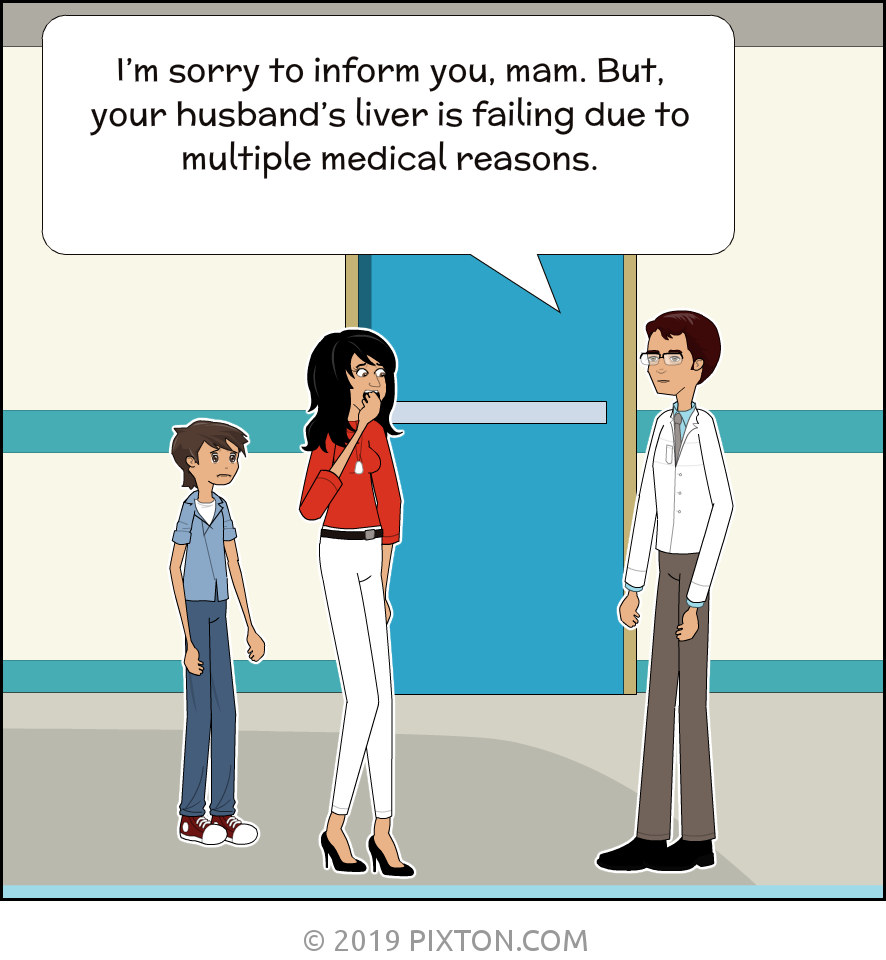 I'm sorry to inform you, mam. But,
your husband's liver is failing due to
multiple medical reasons.
© 2019 PIXTON.COM